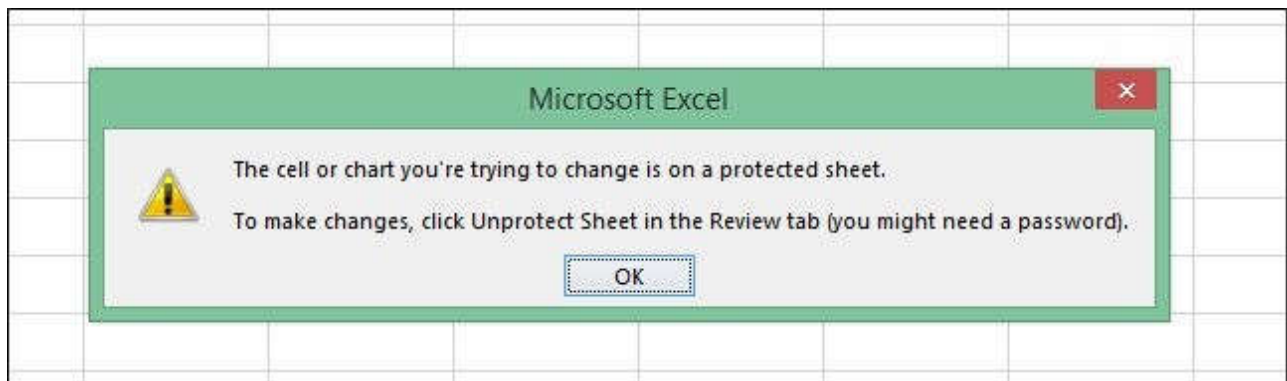 Microsoft Excel
The cell or chart you're trying to change is on a protected sheet.
To make changes, click Unprotect Sheet in the Review tab (you might need a password).
OK